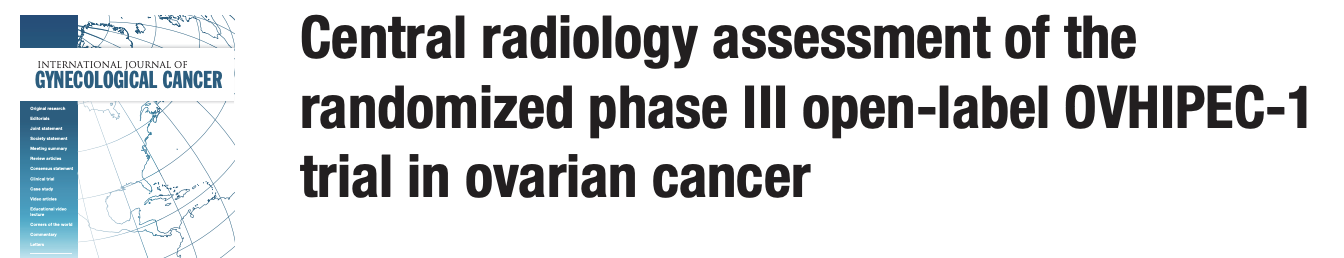 INTERNATIONAL JOURNAL OF
GYNECOLOGICAL CANCER
Original research
Editorials
Joint statement
Society statement
Meeting summary
Review articles
Consensus statement
Clinical trial
Case study
Video articles
Educational video
lecture
Corners of the world
Commentary
Letters
Central radiology assessment of the
randomized phase III open-label OVHIPEC-1
trial in ovarian cancer